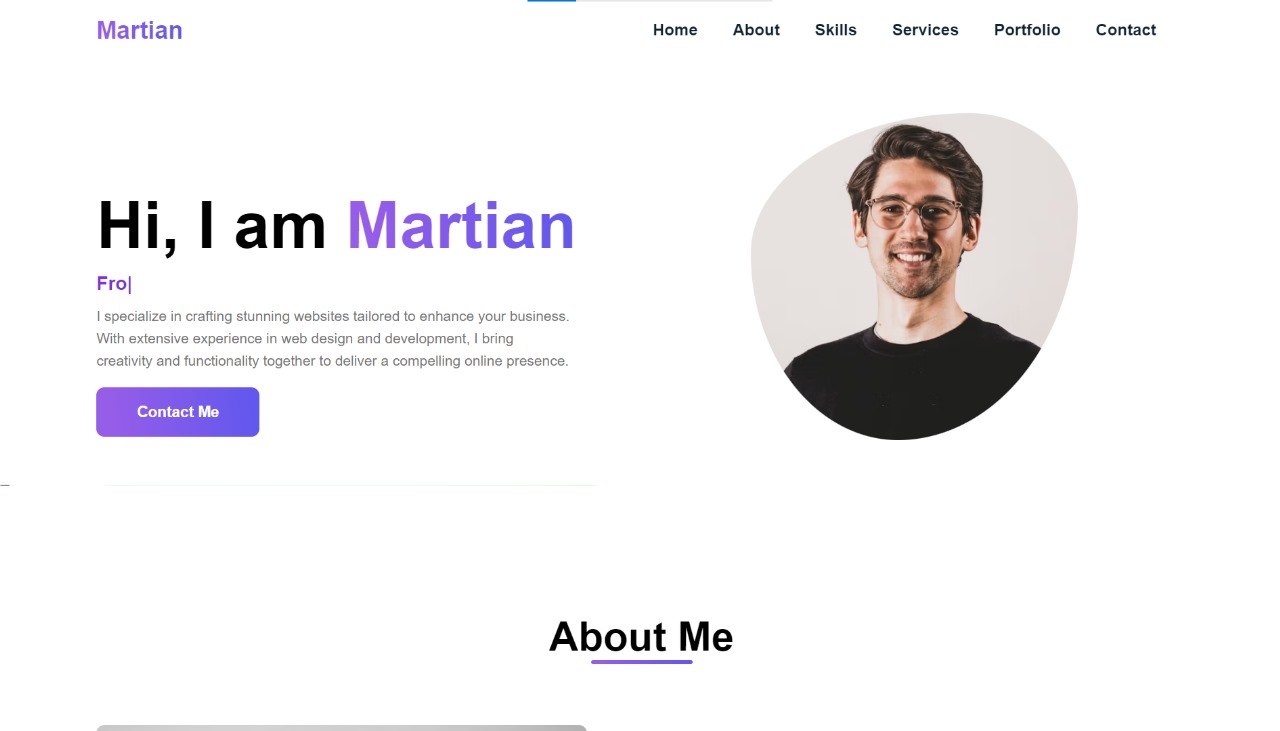 Martian
Home About Skills Services Portfolio Contact
Hi, I am Martian
Fro|
I specialize in crafting stunning websites tailored to enhance your business.
With extensive experience in web design and development, I bring
creativity and functionality together to deliver a compelling online presence.
Contact Me
About Me